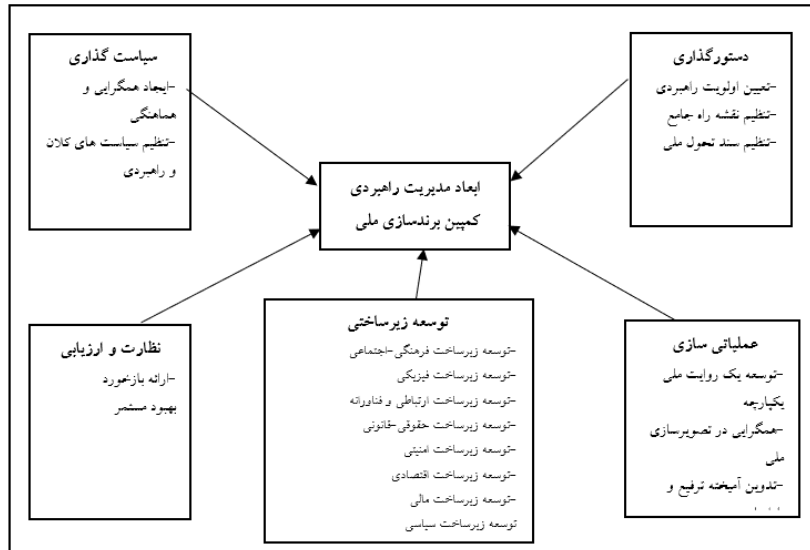 دستورگذاری
-تعیین اولویت راهبردی
-تنظیم نقشه راه جامع
-تنظیم سند تحول ملی
سیاست گذاری
-ایجاد همگرایی و
هماهنگی
-تنظیم سیاست های کلان
و راهبردی
ابعاد مدیریت راهبردی
کمپین برندسازی ملی
عملیاتی سازی
-توسعه یک روایت ملی
یکپارچه
-همگرایی در تصویرسازی
ملی
-تدوین آمیخته ترفیع و
توسعه زیرساختی
-توسعه زیرساخت فرهنگی-اجتماعی
-توسعه زیرساخت فیزیکی
-توسعه زیرساخت ارتباطی و فناورانه
-توسعه زیرساخت حقوقی-قانونی
-توسعه زیرساخت امنیتی
-توسعه زیرساخت اقتصادی
-توسعه زیرساخت مالی
توسعه زیرساخت سیاسی
نظارت و ارزیابی
-ارائه بازخورد
بهبود مستمر